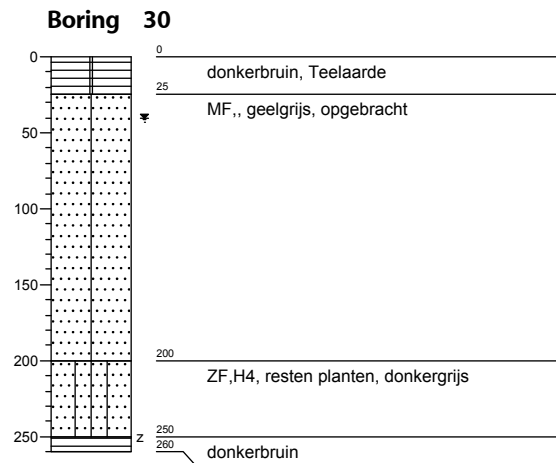 Boring 30
0
0
donkerbruin, Teelaarde
25
MF,, geelgrijs, opgebracht
50
100
150
200
200
ZF,H4, resten planten, donkergrijs
250
250
z
260
donkerbruin